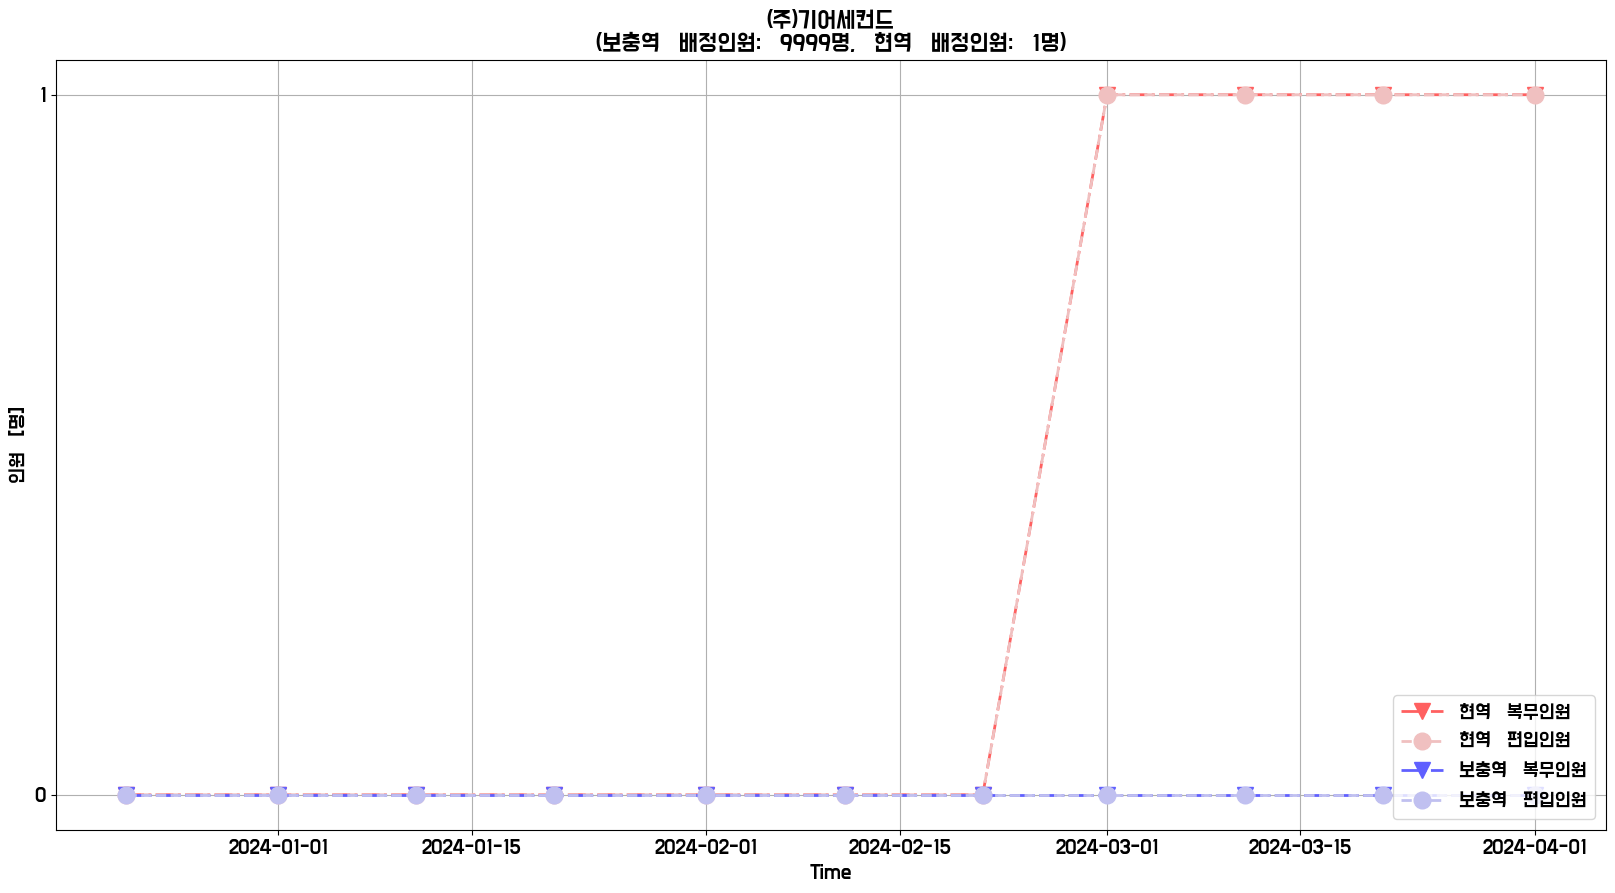 (주)기어세컨드
(보충역 배정인원: 9999명, 현역 배정인원: 1명)
인원 [명]
1
0
현역 복무인원
현역 편입인원
보충역 복무인원
보충역 편입인원
2024-01-01 2024-01-15 2024-02-01 2024-02-15 2024-03-01 2024-03-15 2024-04-01
Time